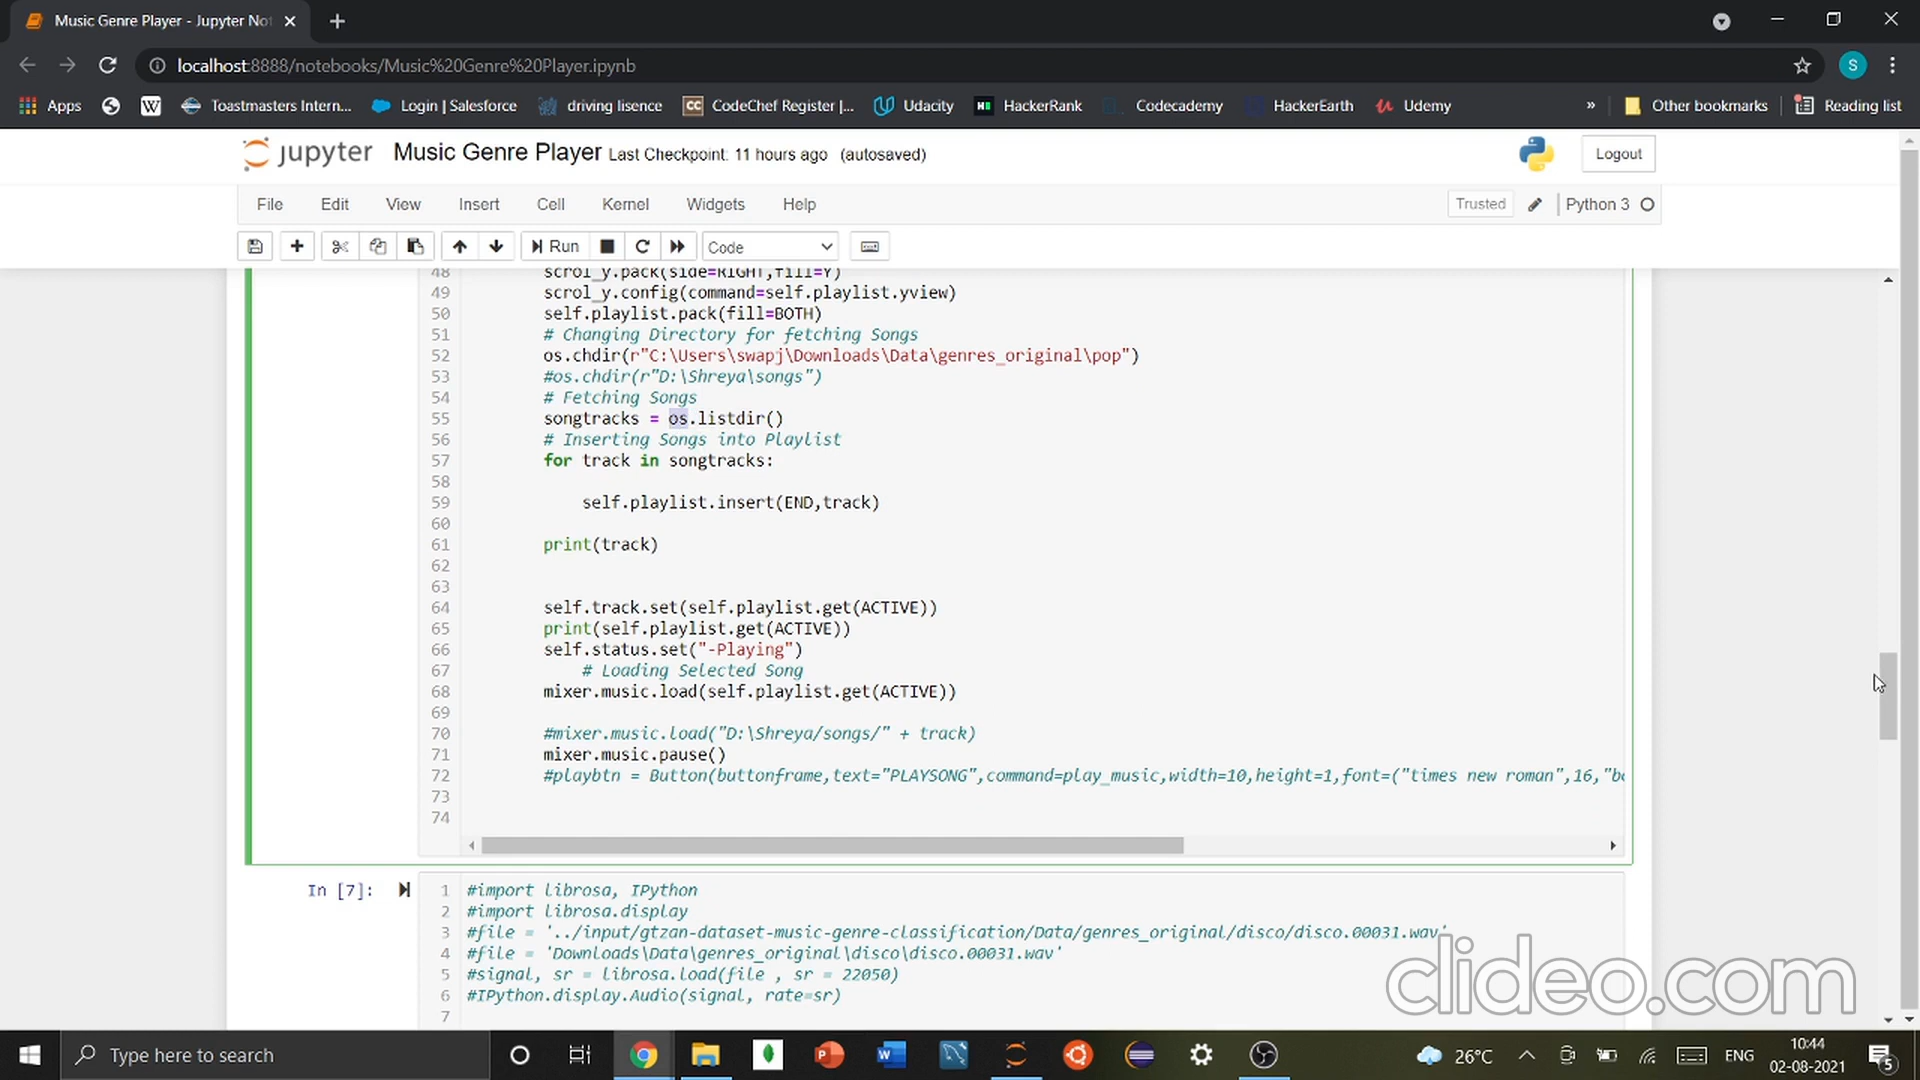 Music Genre Player - Jupyter Not
localhost:8888/notebooks/Music%20Genre%20Player.ipynb
S
Apps
W
Toastmasters Intern...
Login | Salesforce
driving lisence
CC
CodeChef Register |...
Udacity
HackerRank
Codecademy
HackerEarth
Udemy
»
Other bookmarks
Reading list
jupyter
Music Genre Player Last Checkpoint: 11 hours ago (autosaved)
Logout
File Edit View Insert Cell Kernel Widgets Help
Trusted
Python 3
Run
Code
48 scrol_y.pack(side=RIGHT,fill=Y)
49 scrol_y.config(command=self.playlist.yview)
50 self.playlist.pack(fill=BOTH)
51 # Changing Directory for fetching Songs
52 os.chdir(r"C:\Users\swapj\Downloads\Data\genres_original\pop")
53 #os.chdir(r"D:\Shreya\songs")
54 # Fetching Songs
55 songtracks = os.listdir()
56 # Inserting Songs into Playlist
57 for track in songtracks:
58
59 self.playlist.insert(END,track)
60
61 print(track)
62
63
64 self.track.set(self.playlist.get(ACTIVE))
65 print(self.playlist.get(ACTIVE))
66 self.status.set("-Playing")
67 # Loading Selected Song
68 mixer.music.load(self.playlist.get(ACTIVE))
69
70 #mixer.music.load("D:\Shreya/songs/" + track)
71 mixer.music.pause()
72 #playbtn = Button(buttonframe,text="PLAYSONG",command=play_music,width=10,height=1,font=("times new roman",16,"bo
73
74
In [7]:
1 #import librosa, IPython
2 #import librosa.display
3 #file = '../input/gtzan-dataset-music-genre-classification/Data/genres_original/disco/disco.00031.wav'
4 #file = 'Downloads\Data\genres_original\disco\disco.00031.wav'
5 #signal, sr = librosa.load(file , sr = 22050)
6 #IPython.display.Audio(signal, rate=sr)
7
clideo.com
Type here to search
26°C
ENG
10:44
02-08-2021
5